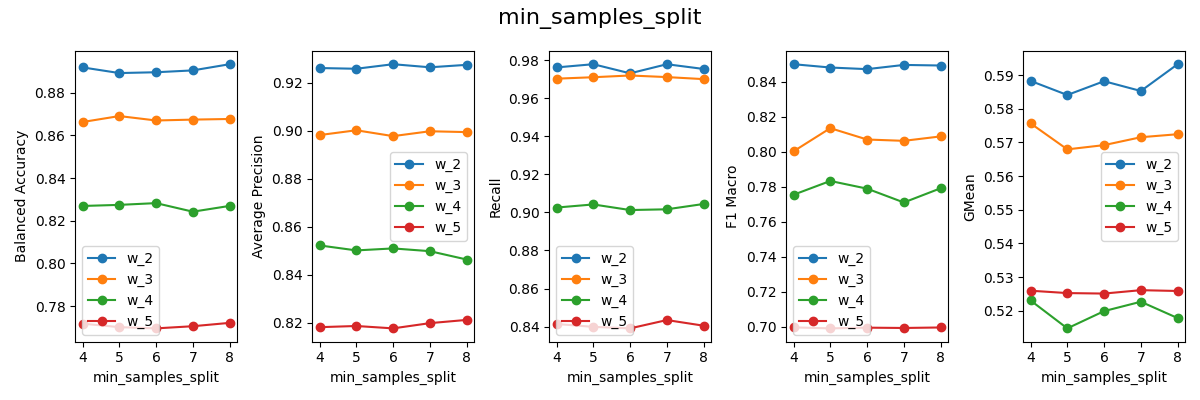 min_samples_split
Balanced Accuracy
0.88
0.86
0.84
0.82
0.80
0.78
w_2
w_3
w_4
w_5
4 5 6 7 8
min_samples_split
Average Precision
0.92
0.90
0.88
0.86
0.84
0.82
w_2
w_3
w_4
w_5
4 5 6 7 8
min_samples_split
Recall
0.98
0.96
0.94
0.92
0.90
0.88
0.86
0.84
w_2
w_3
w_4
w_5
4 5 6 7 8
min_samples_split
F1 Macro
0.84
0.82
0.80
0.78
0.76
0.74
0.72
0.70
w_2
w_3
w_4
w_5
4 5 6 7 8
min_samples_split
GMean
0.59
0.58
0.57
0.56
0.55
0.54
0.53
0.52
w_2
w_3
w_4
w_5
4 5 6 7 8
min_samples_split